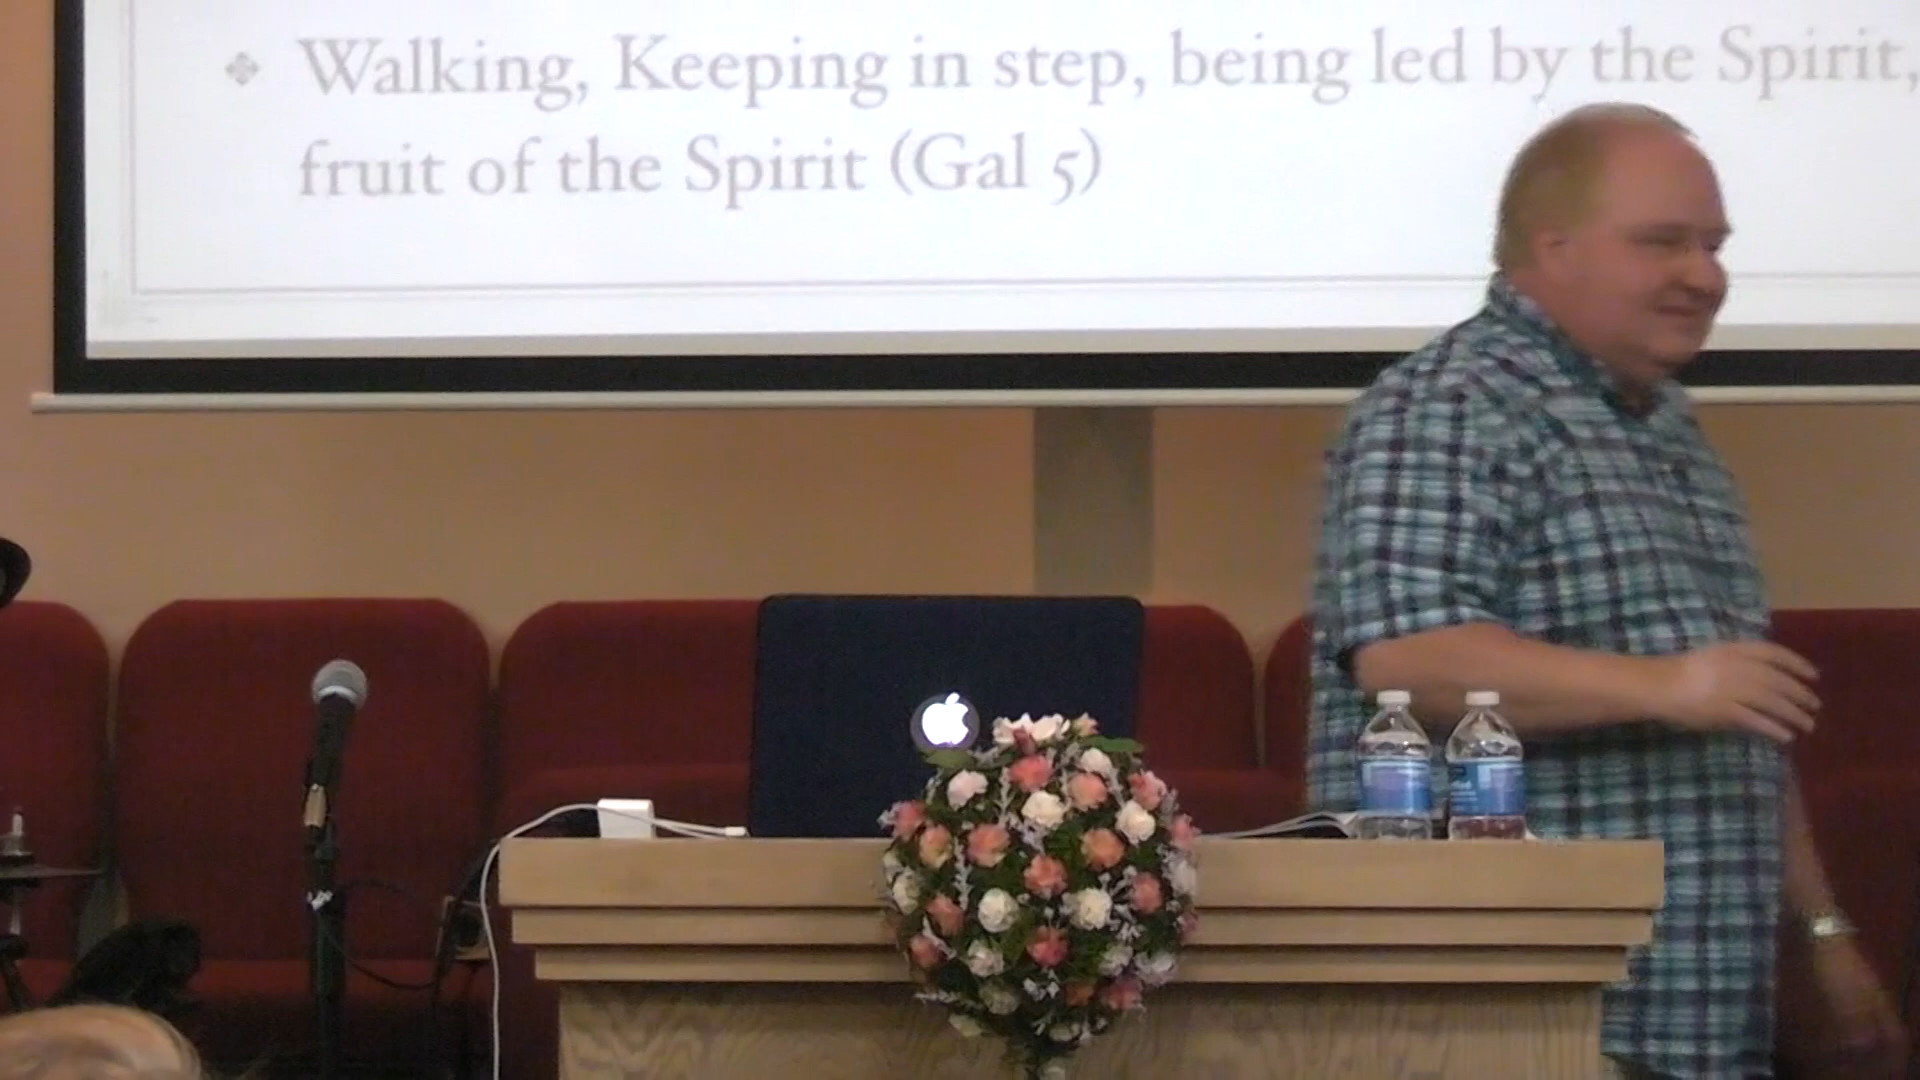 Walking, Keeping in step, being led by the Spirit,
fruit of the Spirit (Gal 5)